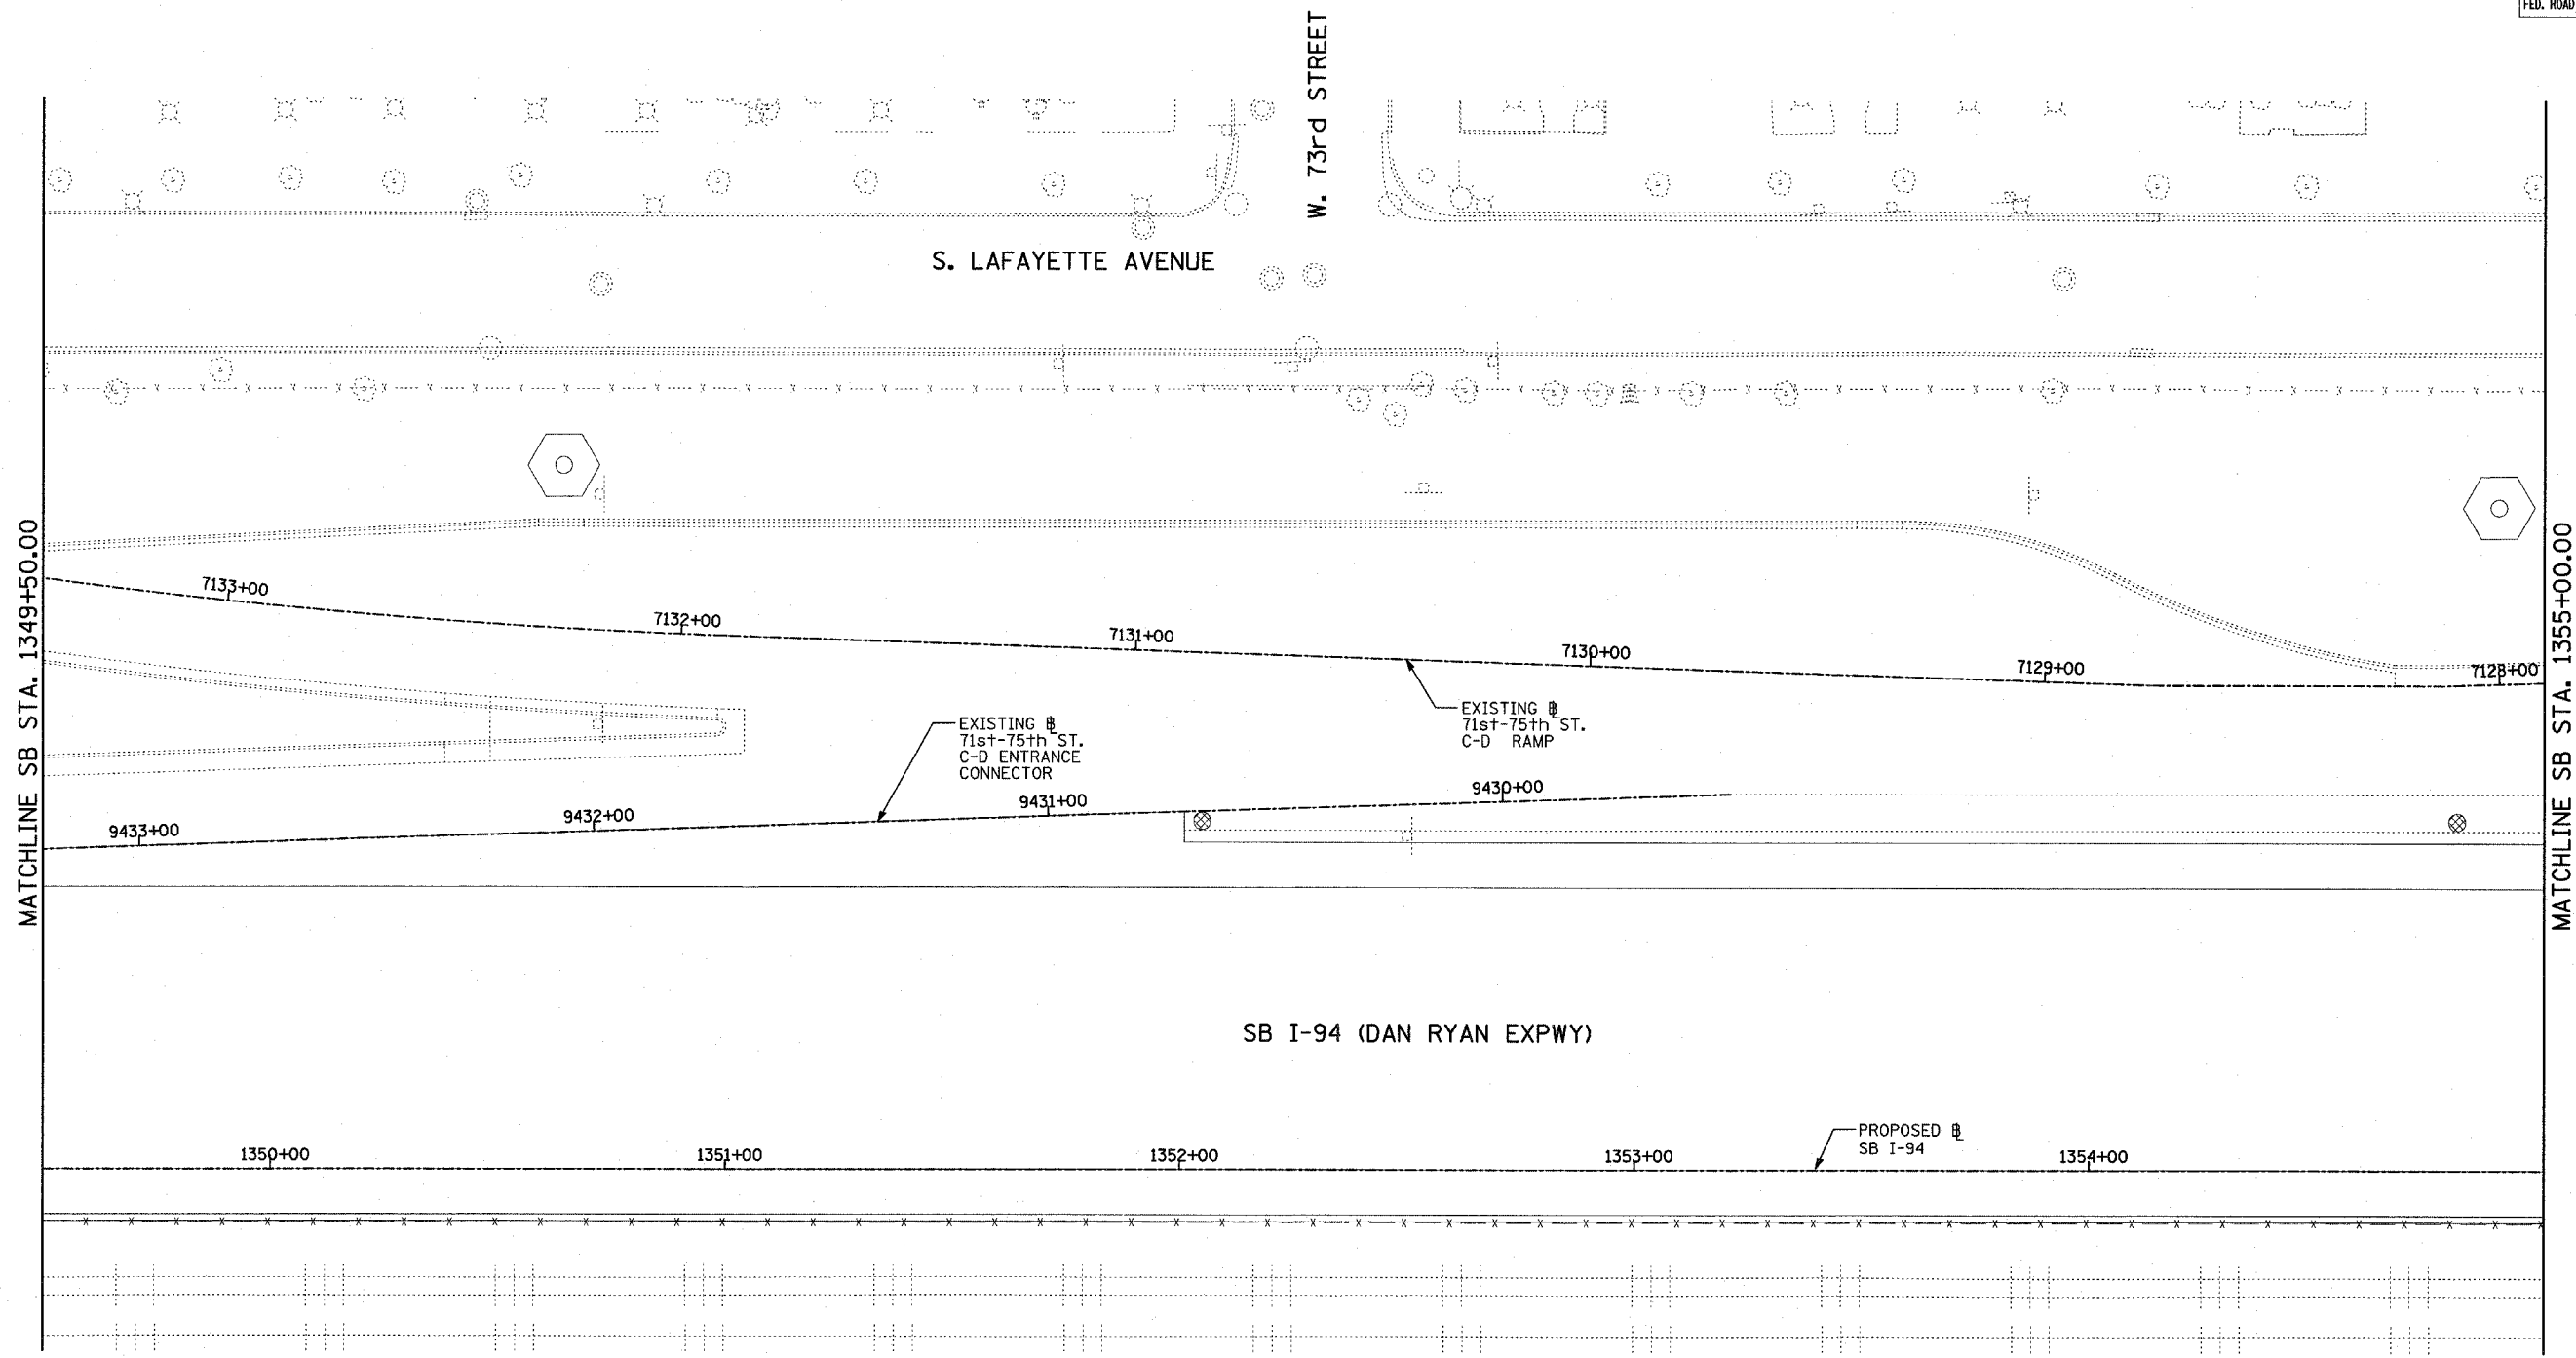 FED. ROAD
W. 73rd STREET
S. LAFAYETTE AVENUE
MATCHLINE SB STA. 1349+50.00
MATCHLINE SB STA. 1355+00.00
7133+00
7132+00
7131+00
7130+00
7129+00
7128+00
EXISTING ␢
71st-75th ST.
C-D RAMP
EXISTING ␢
71st-75th ST.
C-D ENTRANCE
CONNECTOR
9433+00
9432+00
9431+00
9430+00
SB I-94 (DAN RYAN EXPWY)
PROPOSED ␢
SB I-94
1350+00
1351+00
1352+00
1353+00
1354+00